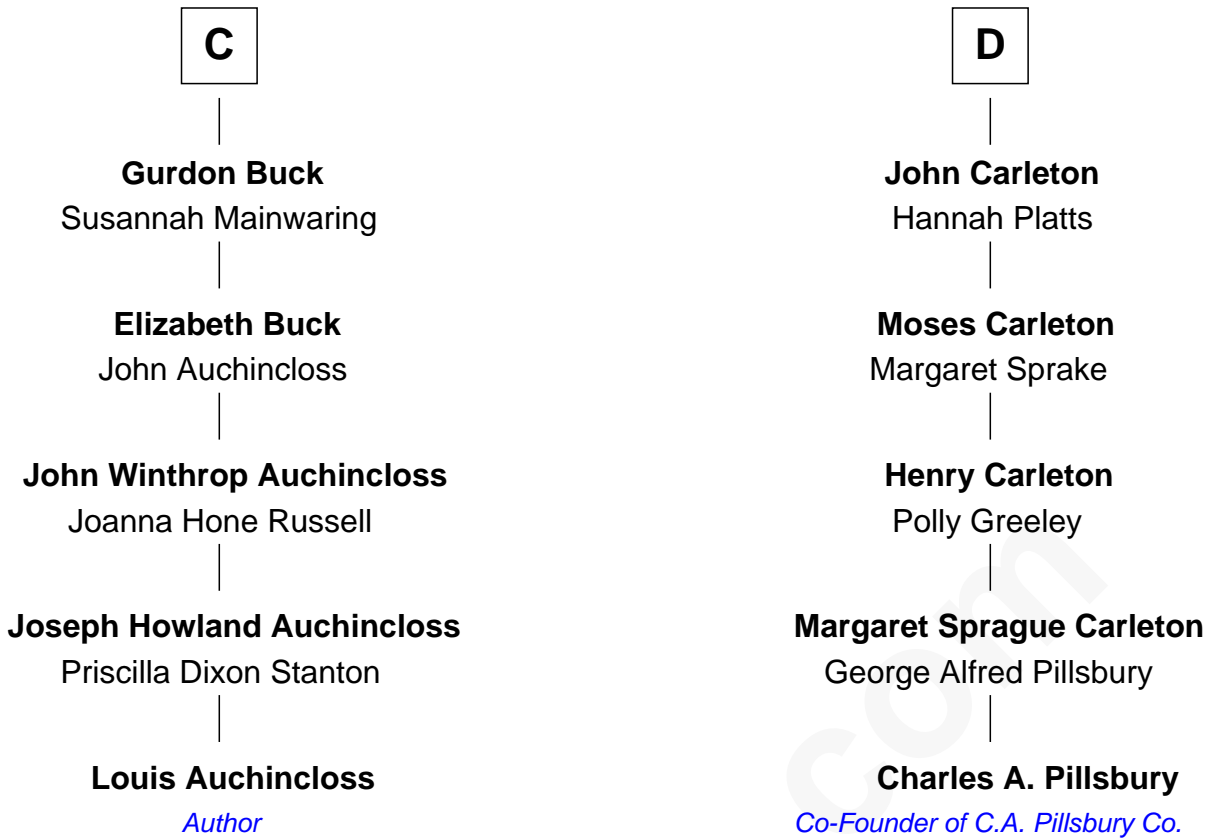 C
Gurdon Buck
Susannah Mainwaring
Elizabeth Buck
John Auchincloss
John Winthrop Auchincloss
Joanna Hone Russell
Joseph Howland Auchincloss
Priscilla Dixon Stanton
Louis Auchincloss
Author
D
John Carleton
Hannah Platts
Moses Carleton
Margaret Sprake
Henry Carleton
Polly Greeley
Margaret Sprague Carleton
George Alfred Pillsbury
Charles A. Pillsbury
Co-Founder of C.A. Pillsbury Co.
com